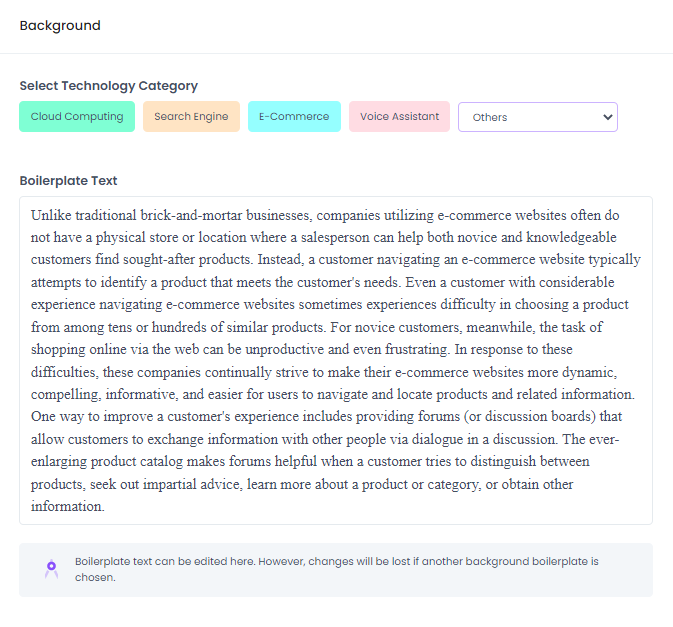 Background
Select Technology Category
Cloud Computing Search Engine E-Commerce Voice Assistant Others
Boilerplate Text
Unlike traditional brick-and-mortar businesses, companies utilizing e-commerce websites often do
not have a physical store or location where a salesperson can help both novice and knowledgeable
customers find sought-after products. Instead, a customer navigating an e-commerce website typically
attempts to identify a product that meets the customer's needs. Even a customer with considerable
experience navigating e-commerce websites sometimes experiences difficulty in choosing a product
from among tens or hundreds of similar products. For novice customers, meanwhile, the task of
shopping online via the web can be unproductive and even frustrating. In response to these
difficulties, these companies continually strive to make their e-commerce websites more dynamic,
compelling, informative, and easier for users to navigate and locate products and related information.
One way to improve a customer's experience includes providing forums (or discussion boards) that
allow customers to exchange information with other people via dialogue in a discussion. The ever-
enlarging product catalog makes forums helpful when a customer tries to distinguish between
products, seek out impartial advice, learn more about a product or category, or obtain other
information.
Boilerplate text can be edited here. However, changes will be lost if another background boilerplate is
chosen.